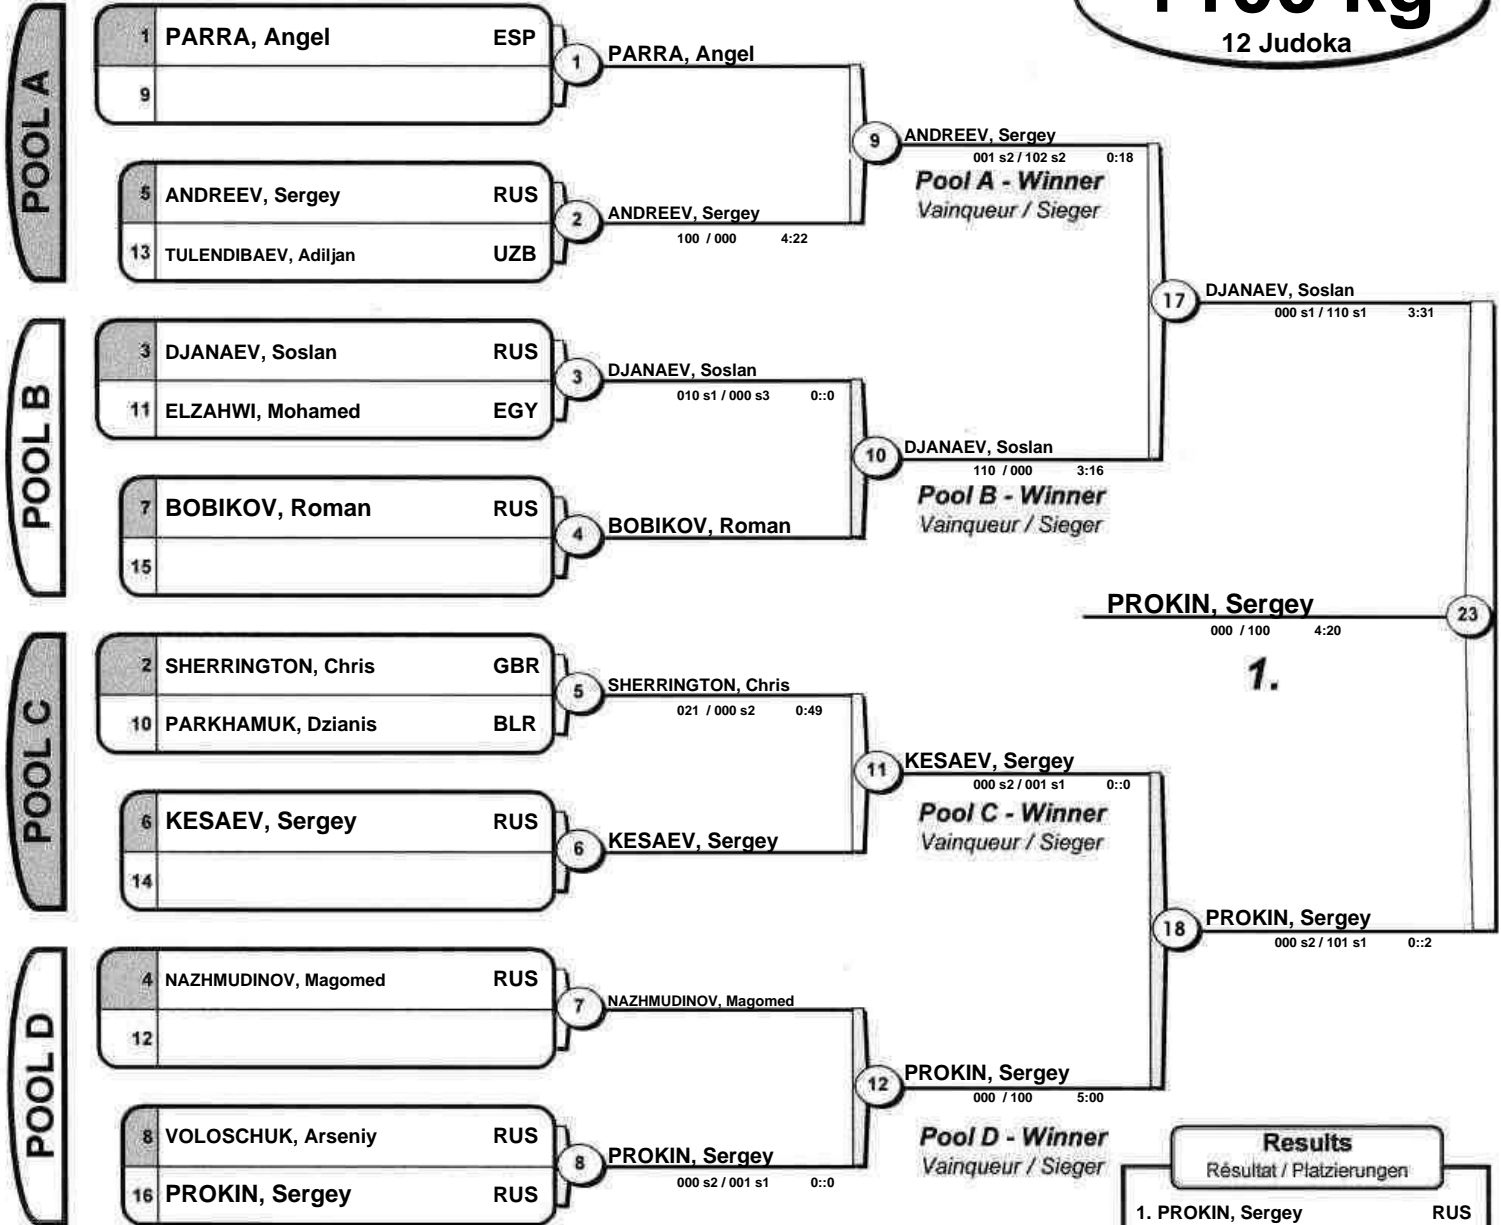 12 Judoka
POOL A
1 PARRA, Angel ESP
9
1 PARRA, Angel
5 ANDREEV, Sergey RUS
13 TULENDIBAEV, Adiljan UZB
2 ANDREEV, Sergey
100 / 000 4:22
9 ANDREEV, Sergey
001 s2 / 102 s2 0:18
Pool A - Winner
Vainqueur / Sieger
POOL B
3 DJANAEV, Soslan RUS
11 ELZAHWI, Mohamed EGY
3 DJANAEV, Soslan
010 s1 / 000 s3 0::0
7 BOBIKOV, Roman RUS
15
4 BOBIKOV, Roman
10 DJANAEV, Soslan
110 / 000 3:16
Pool B - Winner
Vainqueur / Sieger
17 DJANAEV, Soslan
000 s1 / 110 s1 3:31
PROKIN, Sergey 23
000 / 100 4:20
1.
POOL C
2 SHERRINGTON, Chris GBR
10 PARKHAMUK, Dzianis BLR
5 SHERRINGTON, Chris
021 / 000 s2 0:49
6 KESAEV, Sergey RUS
14
6 KESAEV, Sergey
11 KESAEV, Sergey
000 s2 / 001 s1 0::0
Pool C - Winner
Vainqueur / Sieger
POOL D
4 NAZHMUDINOV, Magomed RUS
12
7 NAZHMUDINOV, Magomed
8 VOLOSCHUK, Arseniy RUS
16 PROKIN, Sergey RUS
8 PROKIN, Sergey
000 s2 / 001 s1 0::0
12 PROKIN, Sergey
000 / 100 5:00
Pool D - Winner
Vainqueur / Sieger
18 PROKIN, Sergey
000 s2 / 101 s1 0::2
Results
Résultat / Platzierungen
1. PROKIN, Sergey RUS